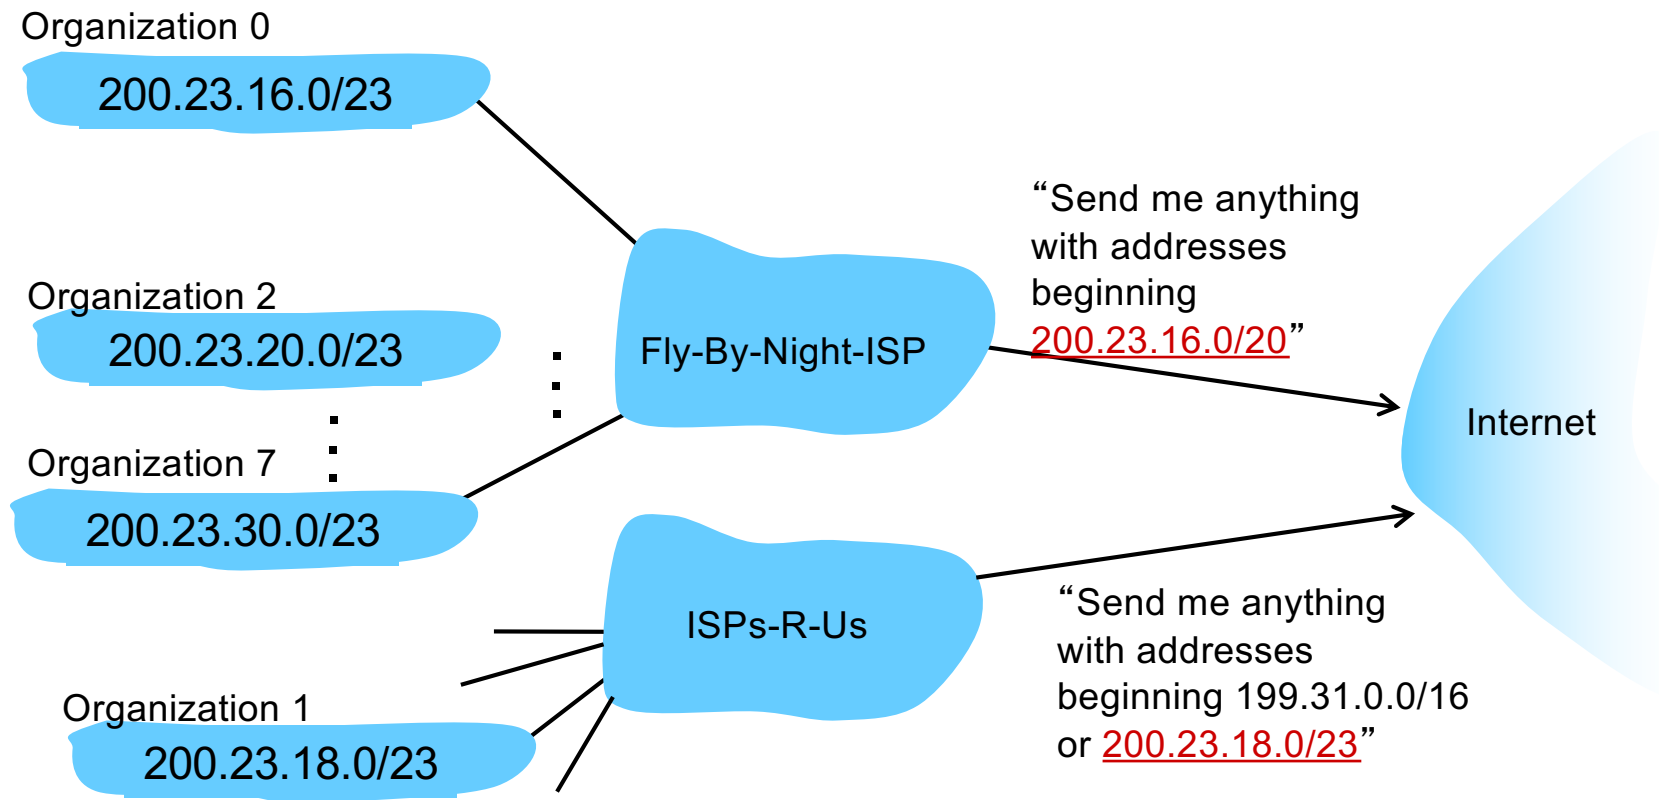 Organization 0
200.23.16.0/23
Organization 2
200.23.20.0/23
Organization 7
200.23.30.0/23
Organization 1
200.23.18.0/23
Fly-By-Night-ISP
ISPs-R-Us
“Send me anything
with addresses
beginning
200.23.16.0/20”
“Send me anything
with addresses
beginning 199.31.0.0/16
or 200.23.18.0/23”
Internet